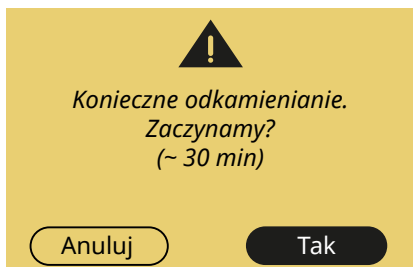 Konieczne odkamienianie.
Zaczynamy?
(~ 30 min)
Anuluj
Tak